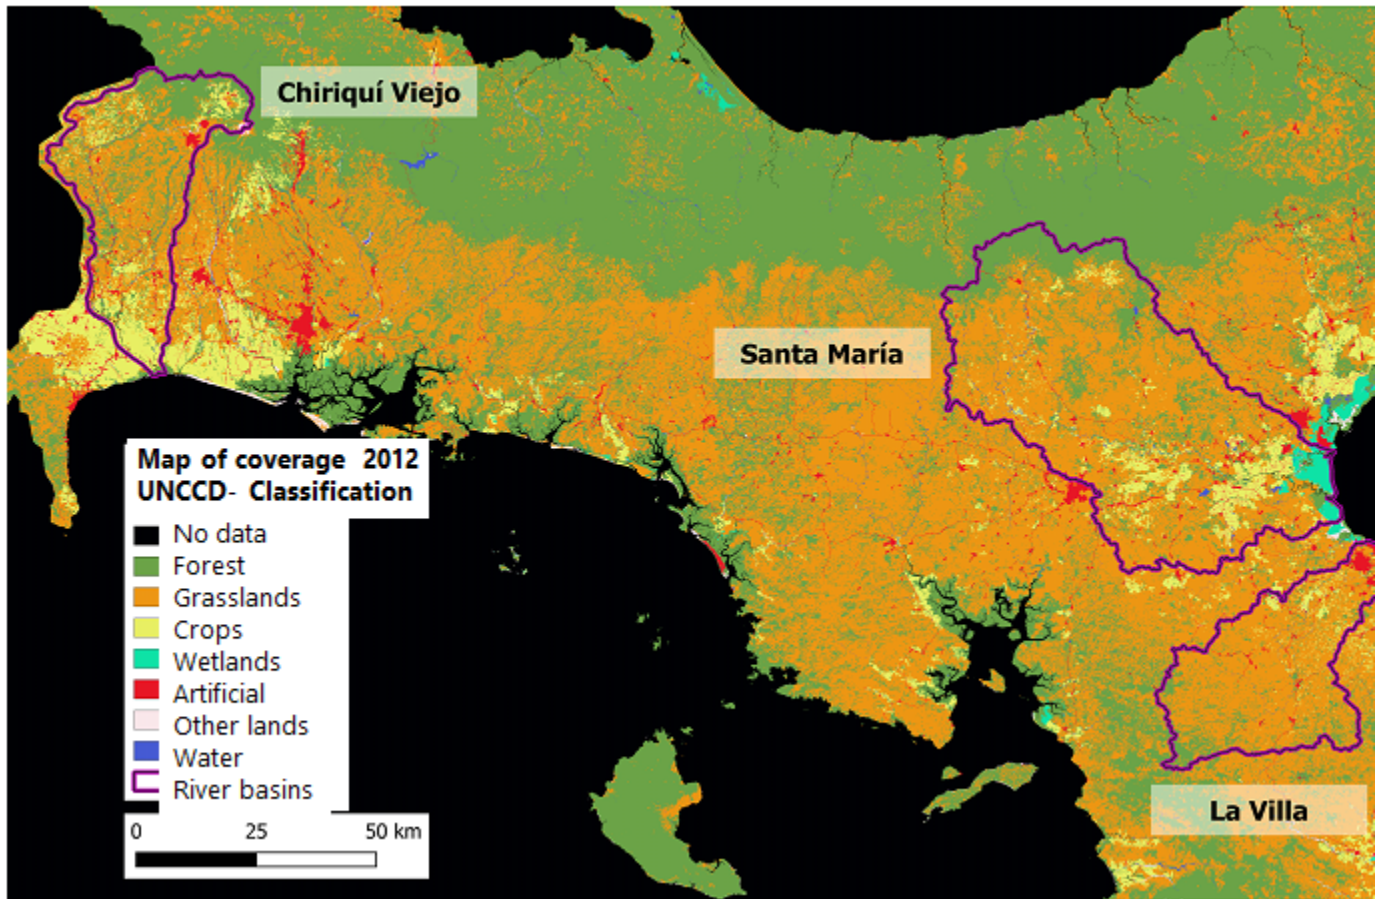 Chiriquí Viejo
Santa María
Map of coverage 2012
UNCCD- Classification
No data
Forest
Grasslands
Crops
Wetlands
Artificial
Other lands
Water
River basins
La Villa
0 25 50 km